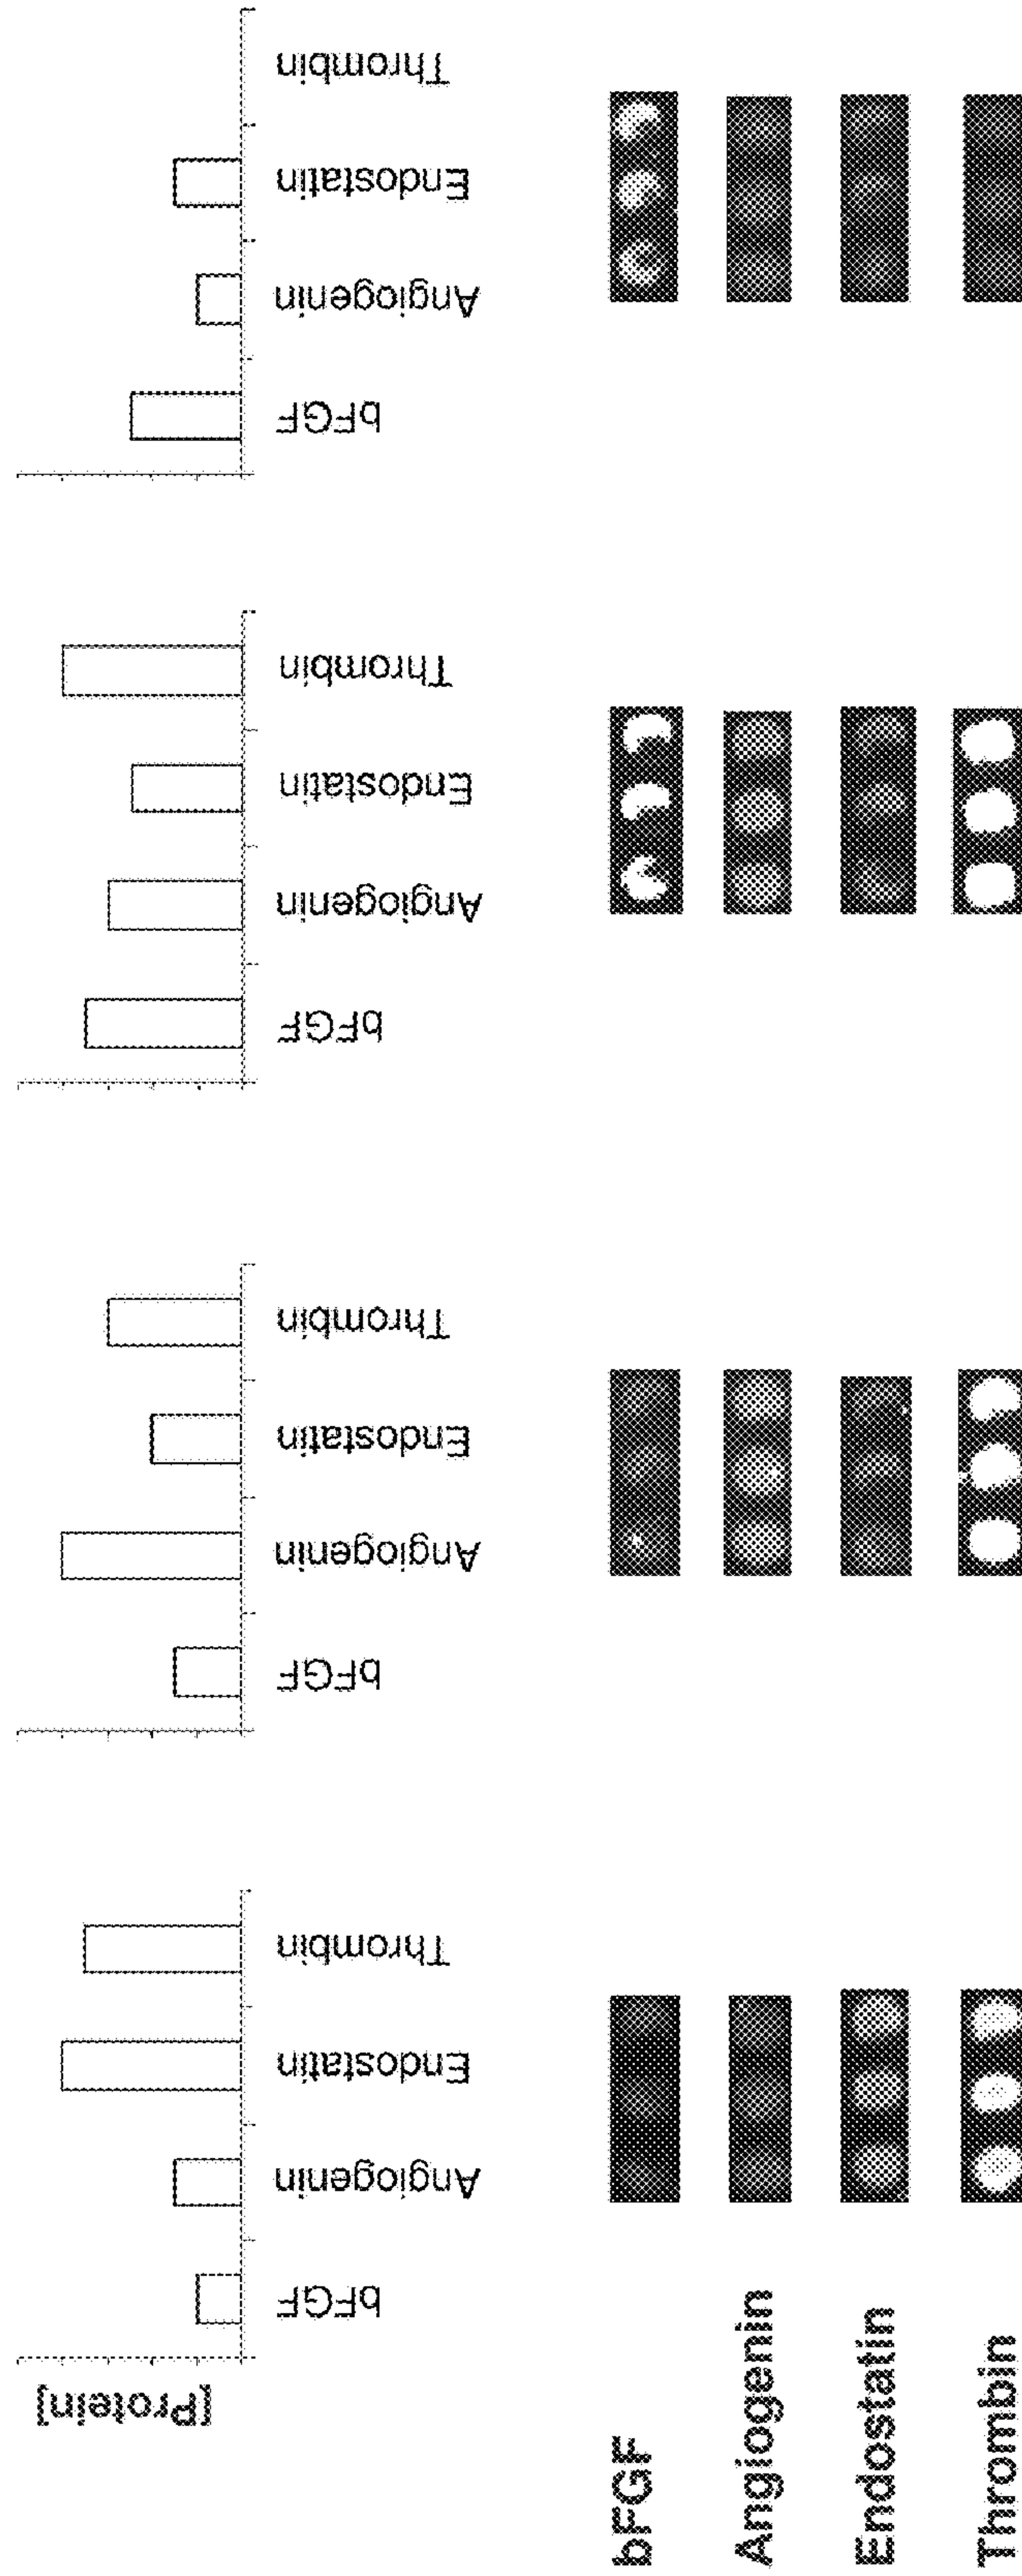 [Protein]
bFGF
Angiogenin
Endostatin
Thrombin
bFGF
Angiogenin
Endostatin
Thrombin
bFGF
Angiogenin
Endostatin
Thrombin
bFGF
Angiogenin
Endostatin
Thrombin
bFGF
Angiogenin
Endostatin
Thrombin